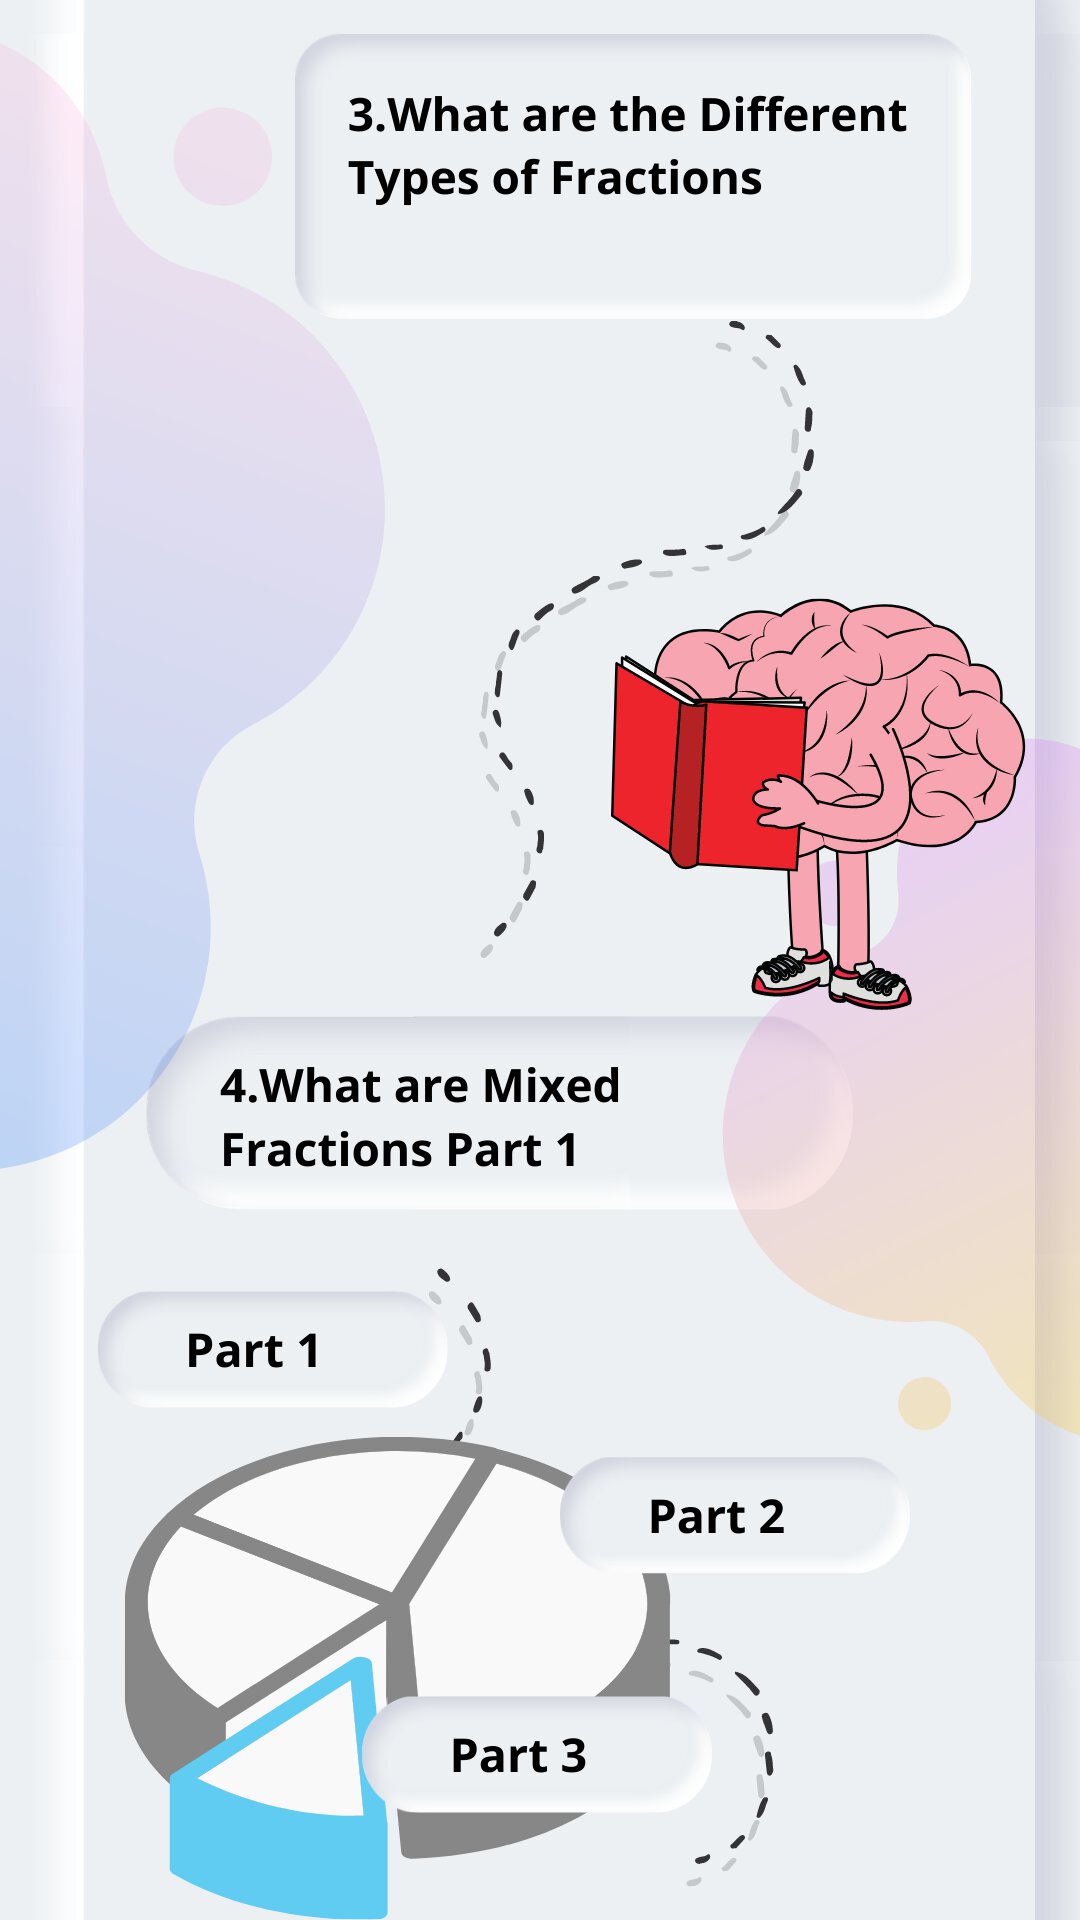 3.What are the Different
Types of Fractions
4.What are Mixed
Fractions Part 1
Part 1
Part 2
Part 3